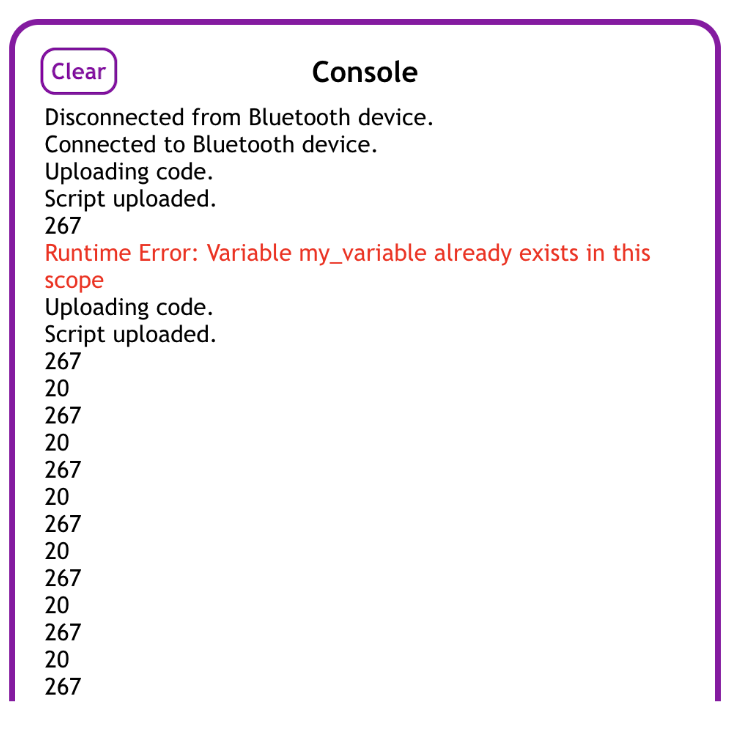 Clear
Console
Disconnected from Bluetooth device.
Connected to Bluetooth device.
Uploading code.
Script uploaded.
267
Runtime Error: Variable my_variable already exists in this
scope
Uploading code.
Script uploaded.
267
20
267
20
267
20
267
20
267
20
267
20
267